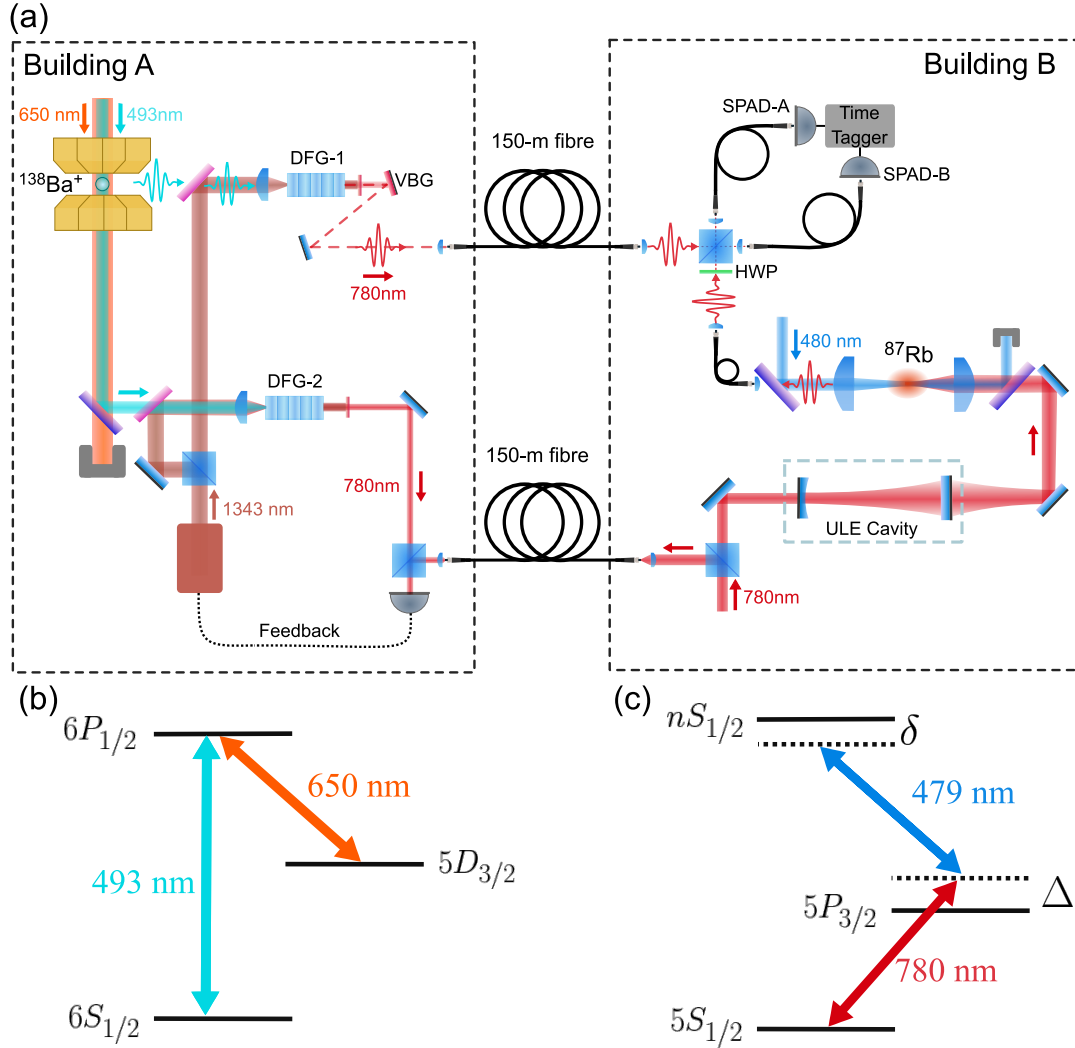 (a)
Building A
Building B
650 nm
493nm
138Ba+
DFG-1
VBG
780nm
150-m fibre
SPAD-A
Time
Tagger
SPAD-B
HWP
480 nm
87Rb
DFG-2
780nm
1343 nm
150-m fibre
ULE Cavity
780nm
Feedback
(b)
6P1/2
650 nm
493 nm
5D3/2
6S1/2
(c)
nS1/2
δ
479 nm
5P3/2
Δ
780 nm
5S1/2